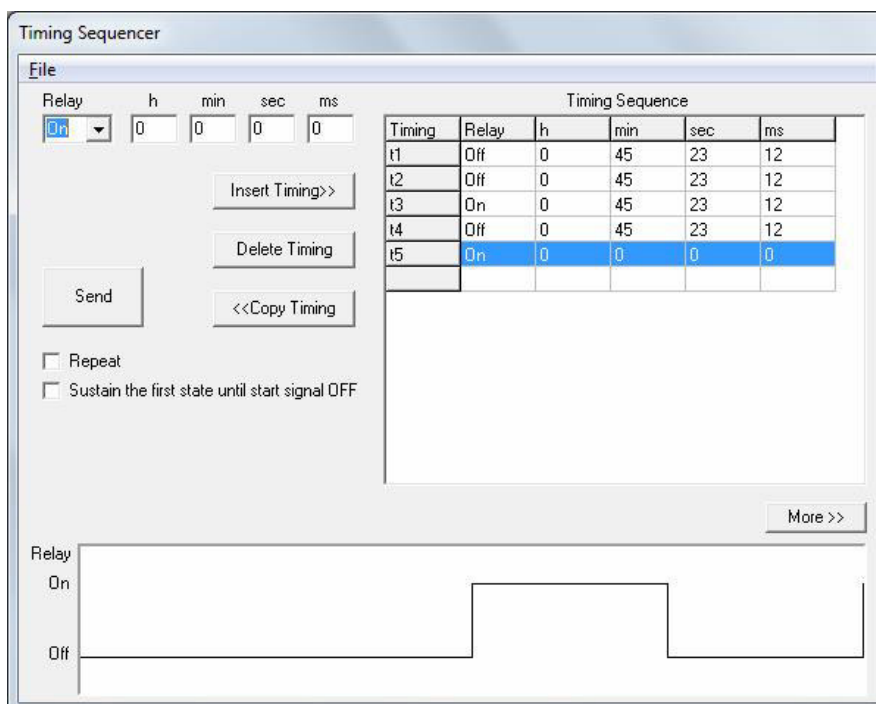 Timing Sequencer
File
Relay h min sec ms
On 0 0 0 0
Insert Timing>>
Delete Timing
Send
<<Copy Timing
Repeat
Sustain the first state until start signal OFF
Timing Sequence
Timing Relay h min sec ms
t1 Off 0 45 23 12
t2 Off 0 45 23 12
t3 On 0 45 23 12
t4 Off 0 45 23 12
t5 On 0 0 0 0
More >>
Relay
On
Off